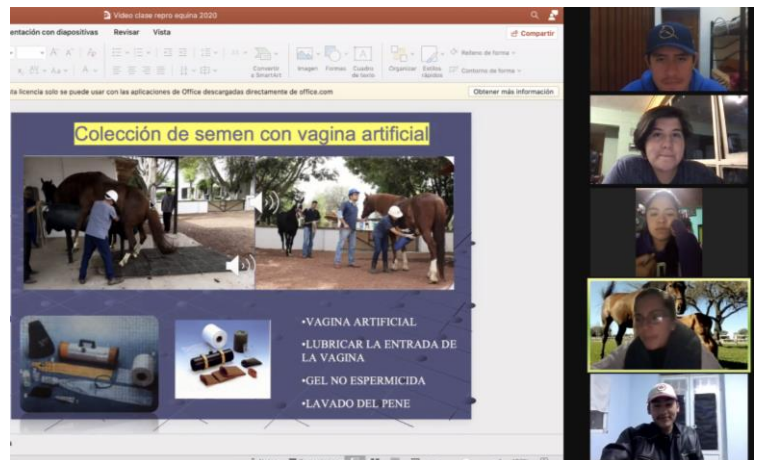 Video clase repro equina 2020
entación con diapositivas Revisar Vista
Compartir
Convertir a SmartArt
Imagen Formas Cuadro de texto
Organizar Estilos rápidos
Relleno de forma
Contorno de forma
ta licencia solo se puede usar con las aplicaciones de Office descargadas directamente de office.com
Obtener más información
Colección de semen con vagina artificial
•VAGINA ARTIFICIAL
•LUBRICAR LA ENTRADA DE
LA VAGINA
•GEL NO ESPERMICIDA
•LAVADO DEL PENE